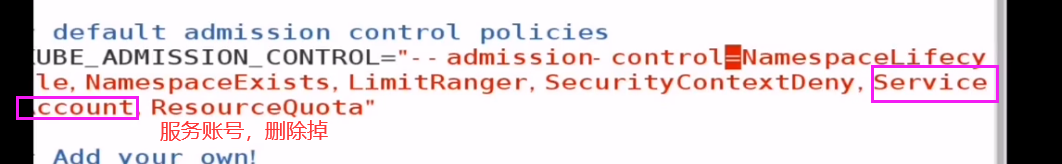 default admission control policies
UBE_ADMISSION_CONTROL="--admission-control=NamespaceLifecy
le,NamespaceExists,LimitRanger,SecurityContextDeny,Service
ccount ResourceQuota"
服务账号，删除掉
Add your own!